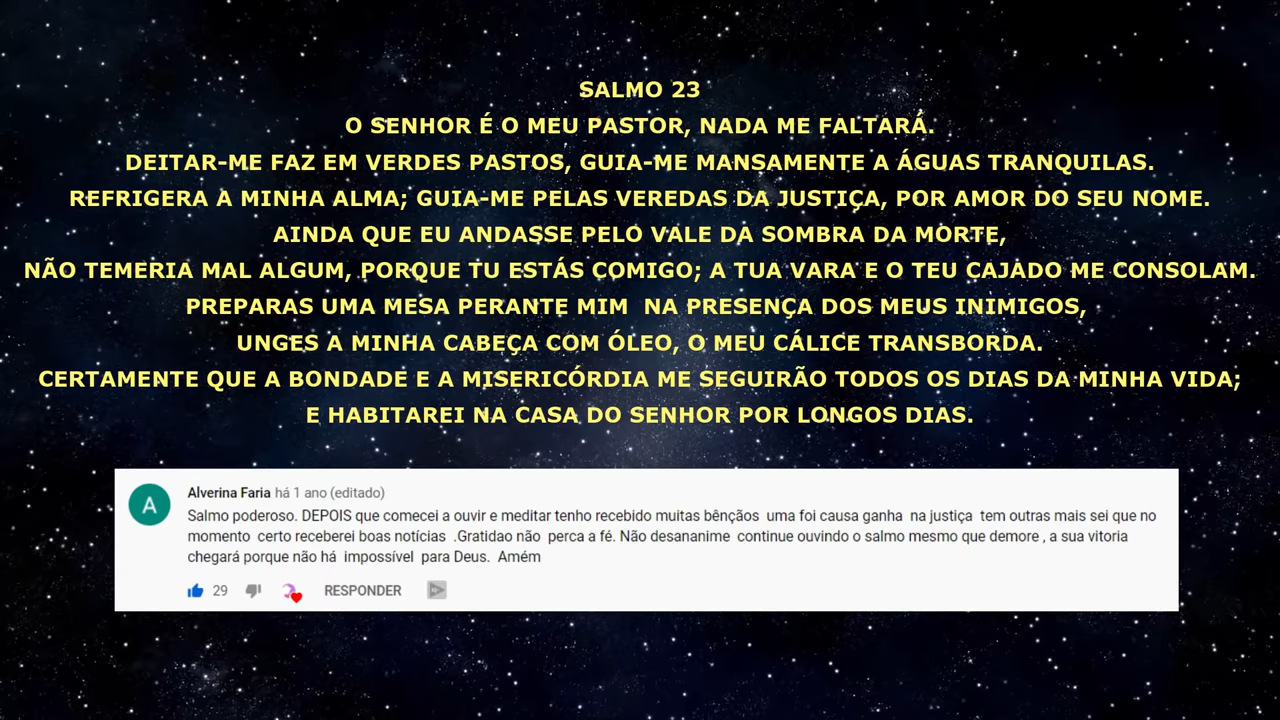 SALMO 23
O SENHOR É O MEU PASTOR, NADA ME FALTARÁ.
DEITAR-ME FAZ EM VERDES PASTOS, GUIA-ME MANSAMENTE A ÁGUAS TRANQUILAS.
REFRIGERA A MINHA ALMA; GUIA-ME PELAS VEREDAS DA JUSTIÇA, POR AMOR DO SEU NOME.
AINDA QUE EU ANDASSE PELO VALE DA SOMBRA DA MORTE,
NÃO TEMERIA MAL ALGUM, PORQUE TU ESTÁS COMIGO; A TUA VARA E O TEU CAJADO ME CONSOLAM.
PREPARAS UMA MESA PERANTE MIM  NA PRESENÇA DOS MEUS INIMIGOS,
UNGES A MINHA CABEÇA COM ÓLEO, O MEU CÁLICE TRANSBORDA.
CERTAMENTE QUE A BONDADE E A MISERICÓRDIA ME SEGUIRÃO TODOS OS DIAS DA MINHA VIDA;
E HABITAREI NA CASA DO SENHOR POR LONGOS DIAS.
A
Alverina Faria há 1 ano (editado)
Salmo poderoso. DEPOIS que comecei a ouvir e meditar tenho recebido muitas bênçãos  uma foi causa ganha  na justiça  tem outras mais sei que no
momento  certo receberei boas notícias  .Gratidao não  perca a fé. Não desananime  continue ouvindo o salmo mesmo que demore , a sua vitoria
chegará porque não há  impossível  para Deus.  Amém
29 RESPONDER